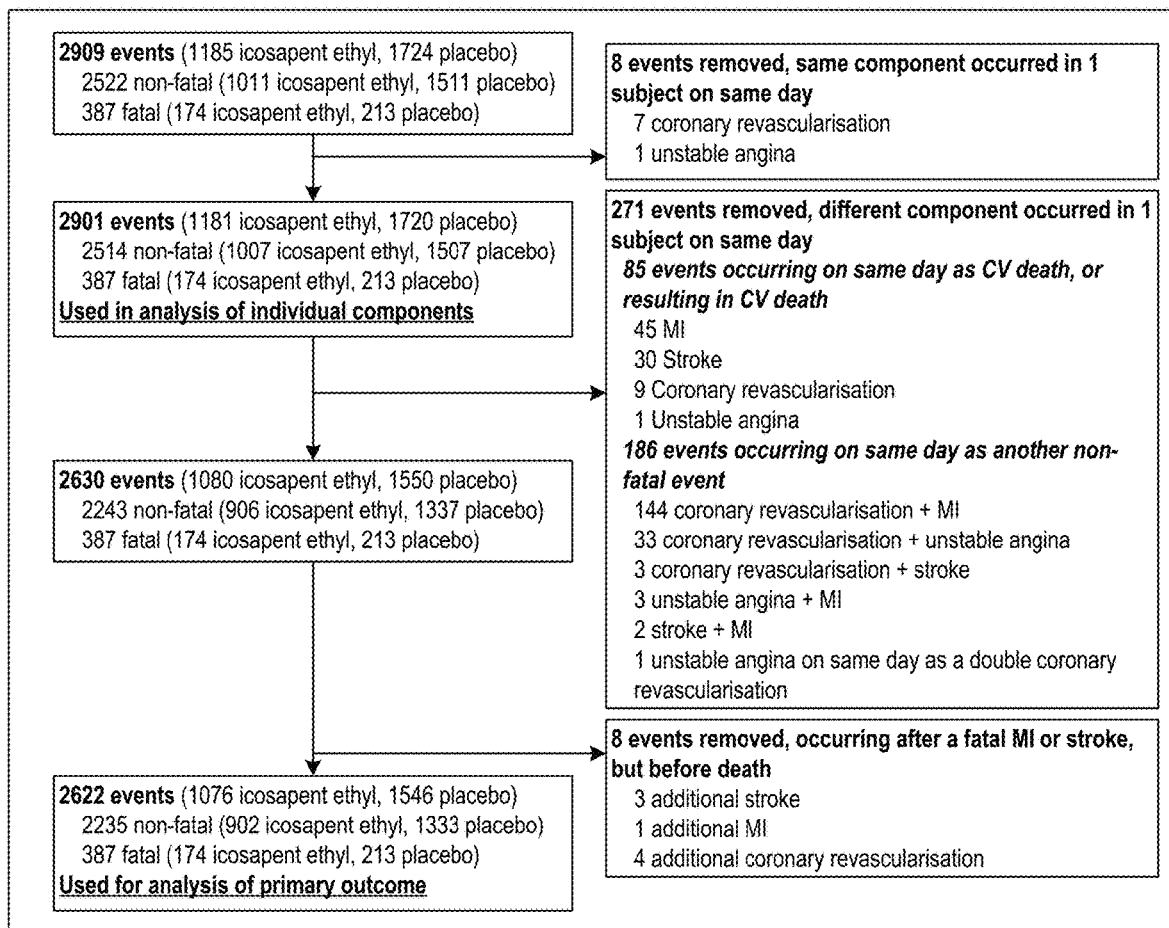 2909 events (1185 icosapent ethyl, 1724 placebo)
2522 non-fatal (1011 icosapent ethyl, 1511 placebo)
387 fatal (174 icosapent ethyl, 213 placebo)
8 events removed, same component occurred in 1
subject on same day
7 coronary revascularisation
1 unstable angina
2901 events (1181 icosapent ethyl, 1720 placebo)
2514 non-fatal (1007 icosapent ethyl, 1507 placebo)
387 fatal (174 icosapent ethyl, 213 placebo)
Used in analysis of individual components
271 events removed, different component occurred in 1
subject on same day
85 events occurring on same day as CV death, or
resulting in CV death
45 MI
30 Stroke
9 Coronary revascularisation
1 Unstable angina
186 events occurring on same day as another non-
fatal event
144 coronary revascularisation + MI
33 coronary revascularisation + unstable angina
3 coronary revascularisation + stroke
3 unstable angina + MI
2 stroke + MI
1 unstable angina on same day as a double coronary
revascularisation
2630 events (1080 icosapent ethyl, 1550 placebo)
2243 non-fatal (906 icosapent ethyl, 1337 placebo)
387 fatal (174 icosapent ethyl, 213 placebo)
8 events removed, occurring after a fatal MI or stroke,
but before death
3 additional stroke
1 additional MI
4 additional coronary revascularisation
2622 events (1076 icosapent ethyl, 1546 placebo)
2235 non-fatal (902 icosapent ethyl, 1333 placebo)
387 fatal (174 icosapent ethyl, 213 placebo)
Used for analysis of primary outcome